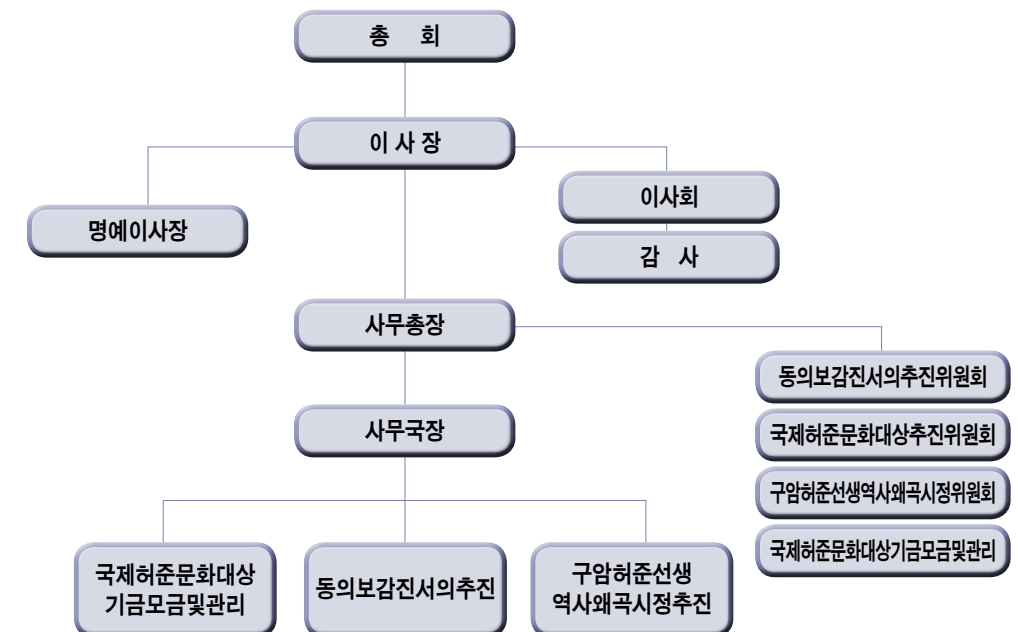 총 회
이 사 장
이사회
명예이사장
감 사
사무총장
동의보감진서의추진위원회
사무국장
국제허준문화대상추진위원회
구암허준선생역사왜곡시정위원회
국제허준문화대상기금모금및관리
국제허준문화대상
기금모금및관리
동의보감진서의추진
구암허준선생
역사왜곡시정추진